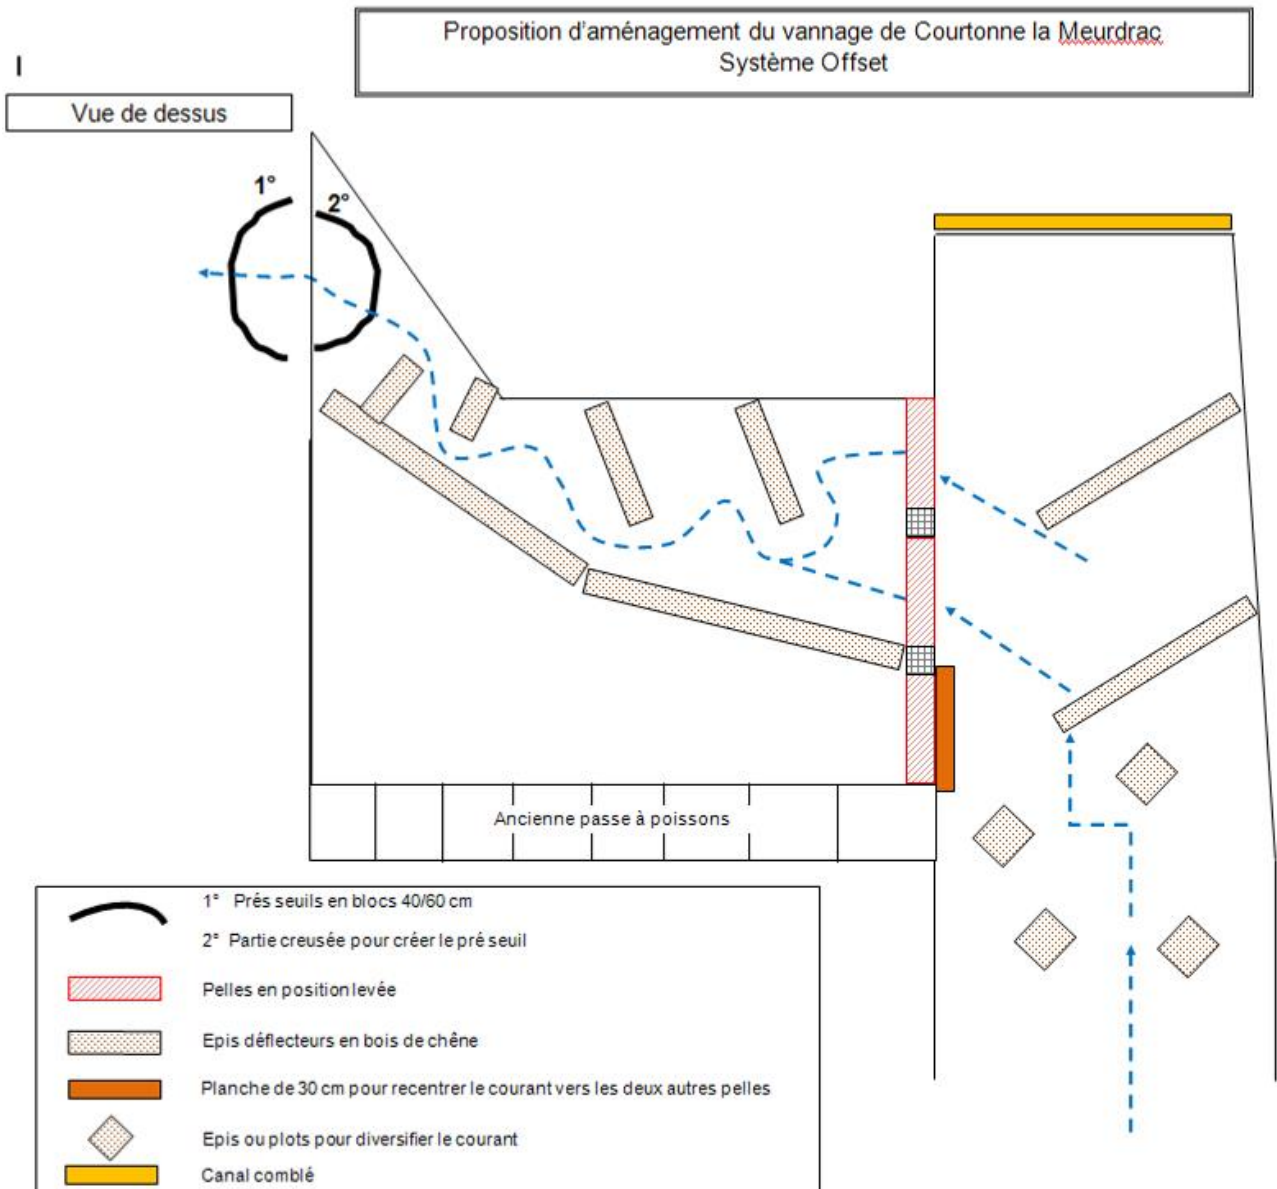 Proposition d'aménagement du vannage de Courtonne la Meurdrac
Système Offset
I
Vue de dessus
1°
2°
Ancienne passe à poissons
1° Prés seuils en blocs 40/60 cm
2° Partie creusée pour créer le pré seuil
Pelles en position levée
Epis déflecteurs en bois de chêne
Planche de 30 cm pour recentrer le courant vers les deux autres pelles
Epis ou plots pour diversifier le courant
Canal comblé